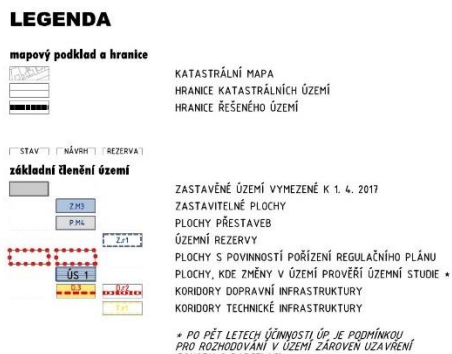 LEGENDA
mapový podklad a hranice
KATASTRÁLNÍ MAPA
HRANICE KATASTRÁLNÍCH ÚZEMÍ
HRANICE ŘEŠENÉHO ÚZEMÍ
STAV NÁVRH REZERVA
základní členění území
ZASTAVĚNÉ ÚZEMÍ VYMEZENÉ K 1. 4. 2017
Z.M3 ZASTAVITELNÉ PLOCHY
P.M4 PLOCHY PŘESTAVEB
Z.r1 ÚZEMNÍ REZERVY
PLOCHY S POVINNOSTÍ POŘÍZENÍ REGULAČNÍHO PLÁNU
ÚS 1 PLOCHY, KDE ZMĚNY V ÚZEMÍ PROVĚŘÍ ÚZEMNÍ STUDIE *
D.3 D.r2 KORIDORY DOPRAVNÍ INFRASTRUKTURY
KORIDORY TECHNICKÉ INFRASTRUKTURY
* PO PĚT LETECH ÚČINNOSTI ÚP JE PODMÍNKOU
PRO ROZHODOVÁNÍ V ÚZEMÍ ZÁROVEŇ UZAVŘENÍ